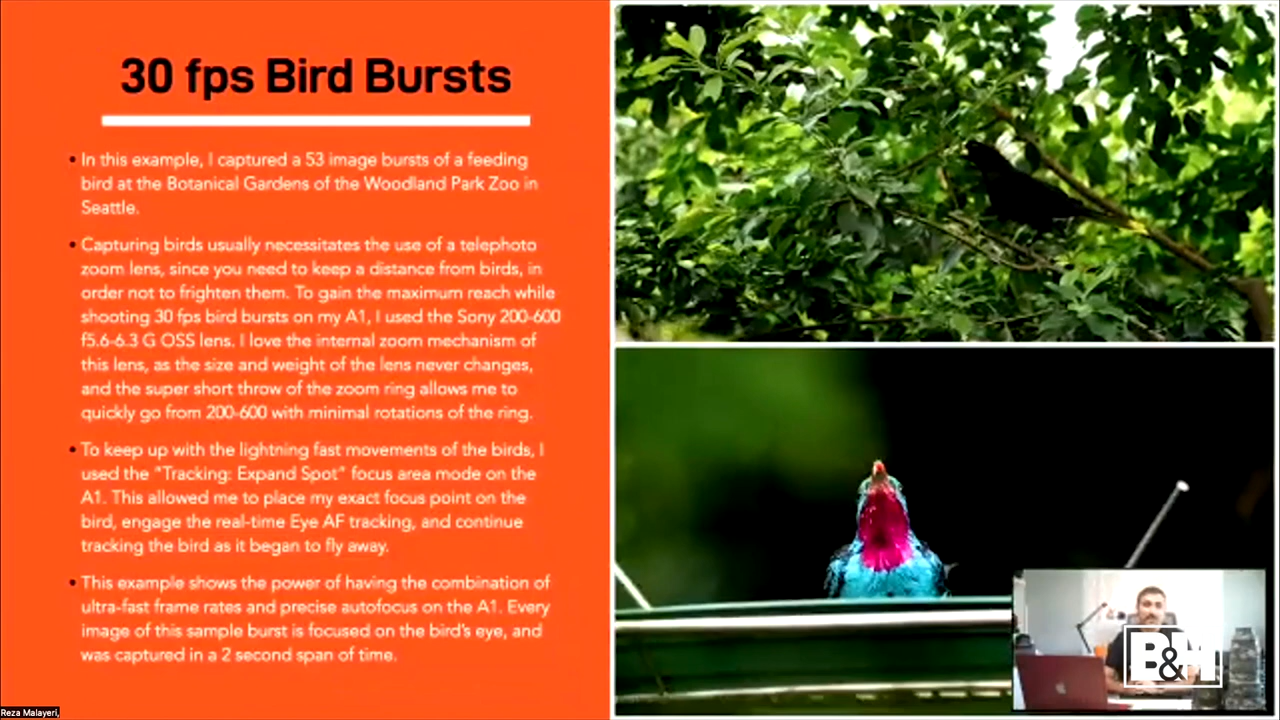 30 fps Bird Bursts
• In this example, I captured a 53 image bursts of a feeding
bird at the Botanical Gardens of the Woodland Park Zoo in
Seattle.
• Capturing birds usually necessitates the use of a telephoto
zoom lens, since you need to keep a distance from birds, in
order not to frighten them. To gain the maximum reach while
shooting 30 fps bird bursts on my A1, I used the Sony 200-600
f5.6-6.3 G OSS lens. I love the internal zoom mechanism of
this lens, as the size and weight of the lens never changes,
and the super short throw of the zoom ring allows me to
quickly go from 200-600 with minimal rotations of the ring.
• To keep up with the lightning fast movements of the birds, I
used the "Tracking: Expand Spot" focus area mode on the
A1. This allowed me to place my exact focus point on the
bird, engage the real-time Eye AF tracking, and continue
tracking the bird as it began to fly away.
• This example shows the power of having the combination of
ultra-fast frame rates and precise autofocus on the A1. Every
image of this sample burst is focused on the bird's eye, and
was captured in a 2 second span of time.
B&H
Reza Malayeri,